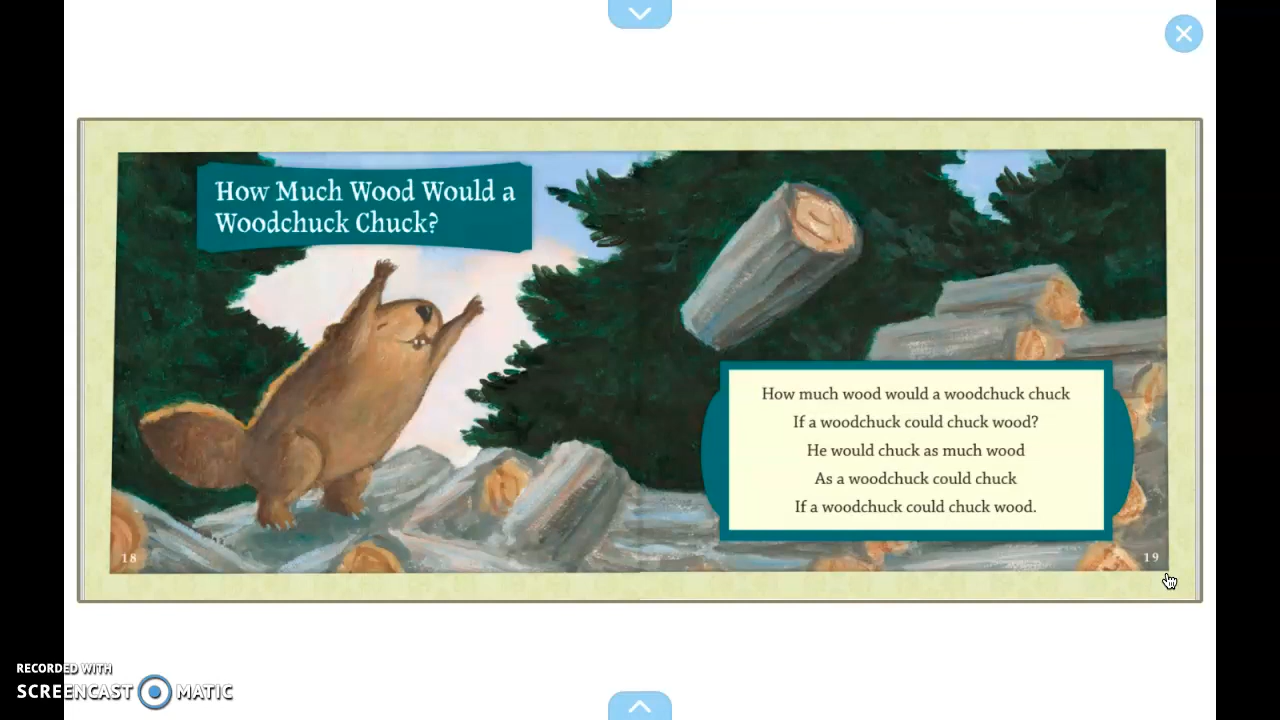 How Much Wood Would a
Woodchuck Chuck?
How much wood would a woodchuck chuck
If a woodchuck could chuck wood?
He would chuck as much wood
As a woodchuck could chuck
If a woodchuck could chuck wood.
18
19
RECORDED WITH
SCREENCAST MATIC